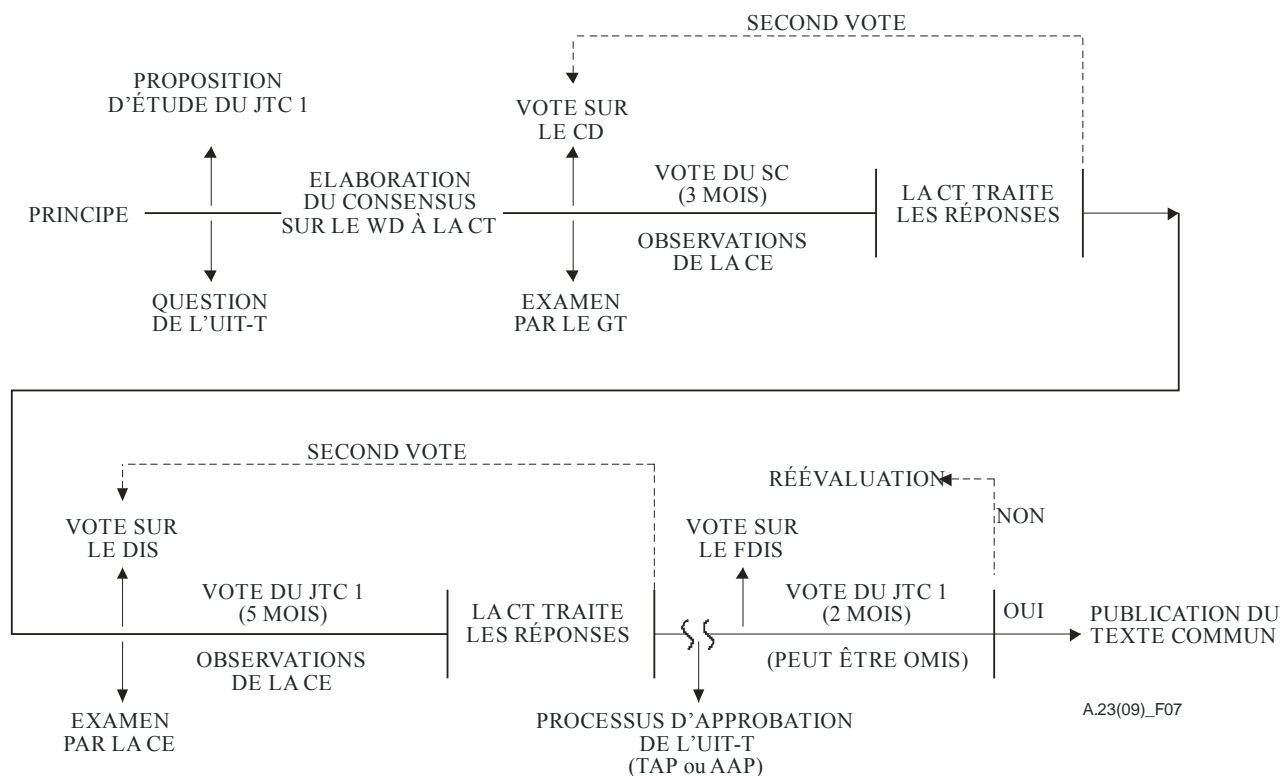 SECOND VOTE
PROPOSITION
D'ÉTUDE DU JTC 1
VOTE SUR
LE CD
PRINCIPE
ELABORATION
DU CONSENSUS
SUR LE WD À LA CT
VOTE DU SC
(3 MOIS)
OBSERVATIONS
DE LA CE
LA CT TRAITE
LES RÉPONSES
QUESTION
DE L'UIT-T
EXAMEN
PAR LE GT
SECOND VOTE
RÉÉVALUATION
NON
VOTE SUR
LE DIS
VOTE SUR
LE FDIS
VOTE DU JTC 1
(5 MOIS)
OBSERVATIONS
DE LA CE
LA CT TRAITE
LES RÉPONSES
VOTE DU JTC 1
(2 MOIS)
(PEUT ÊTRE OMIS)
OUI
PUBLICATION DU
TEXTE COMMUN
EXAMEN
PAR LA CE
PROCESSUS D'APPROBATION
DE L'UIT-T
(TAP ou AAP)
A.23(09)_F07